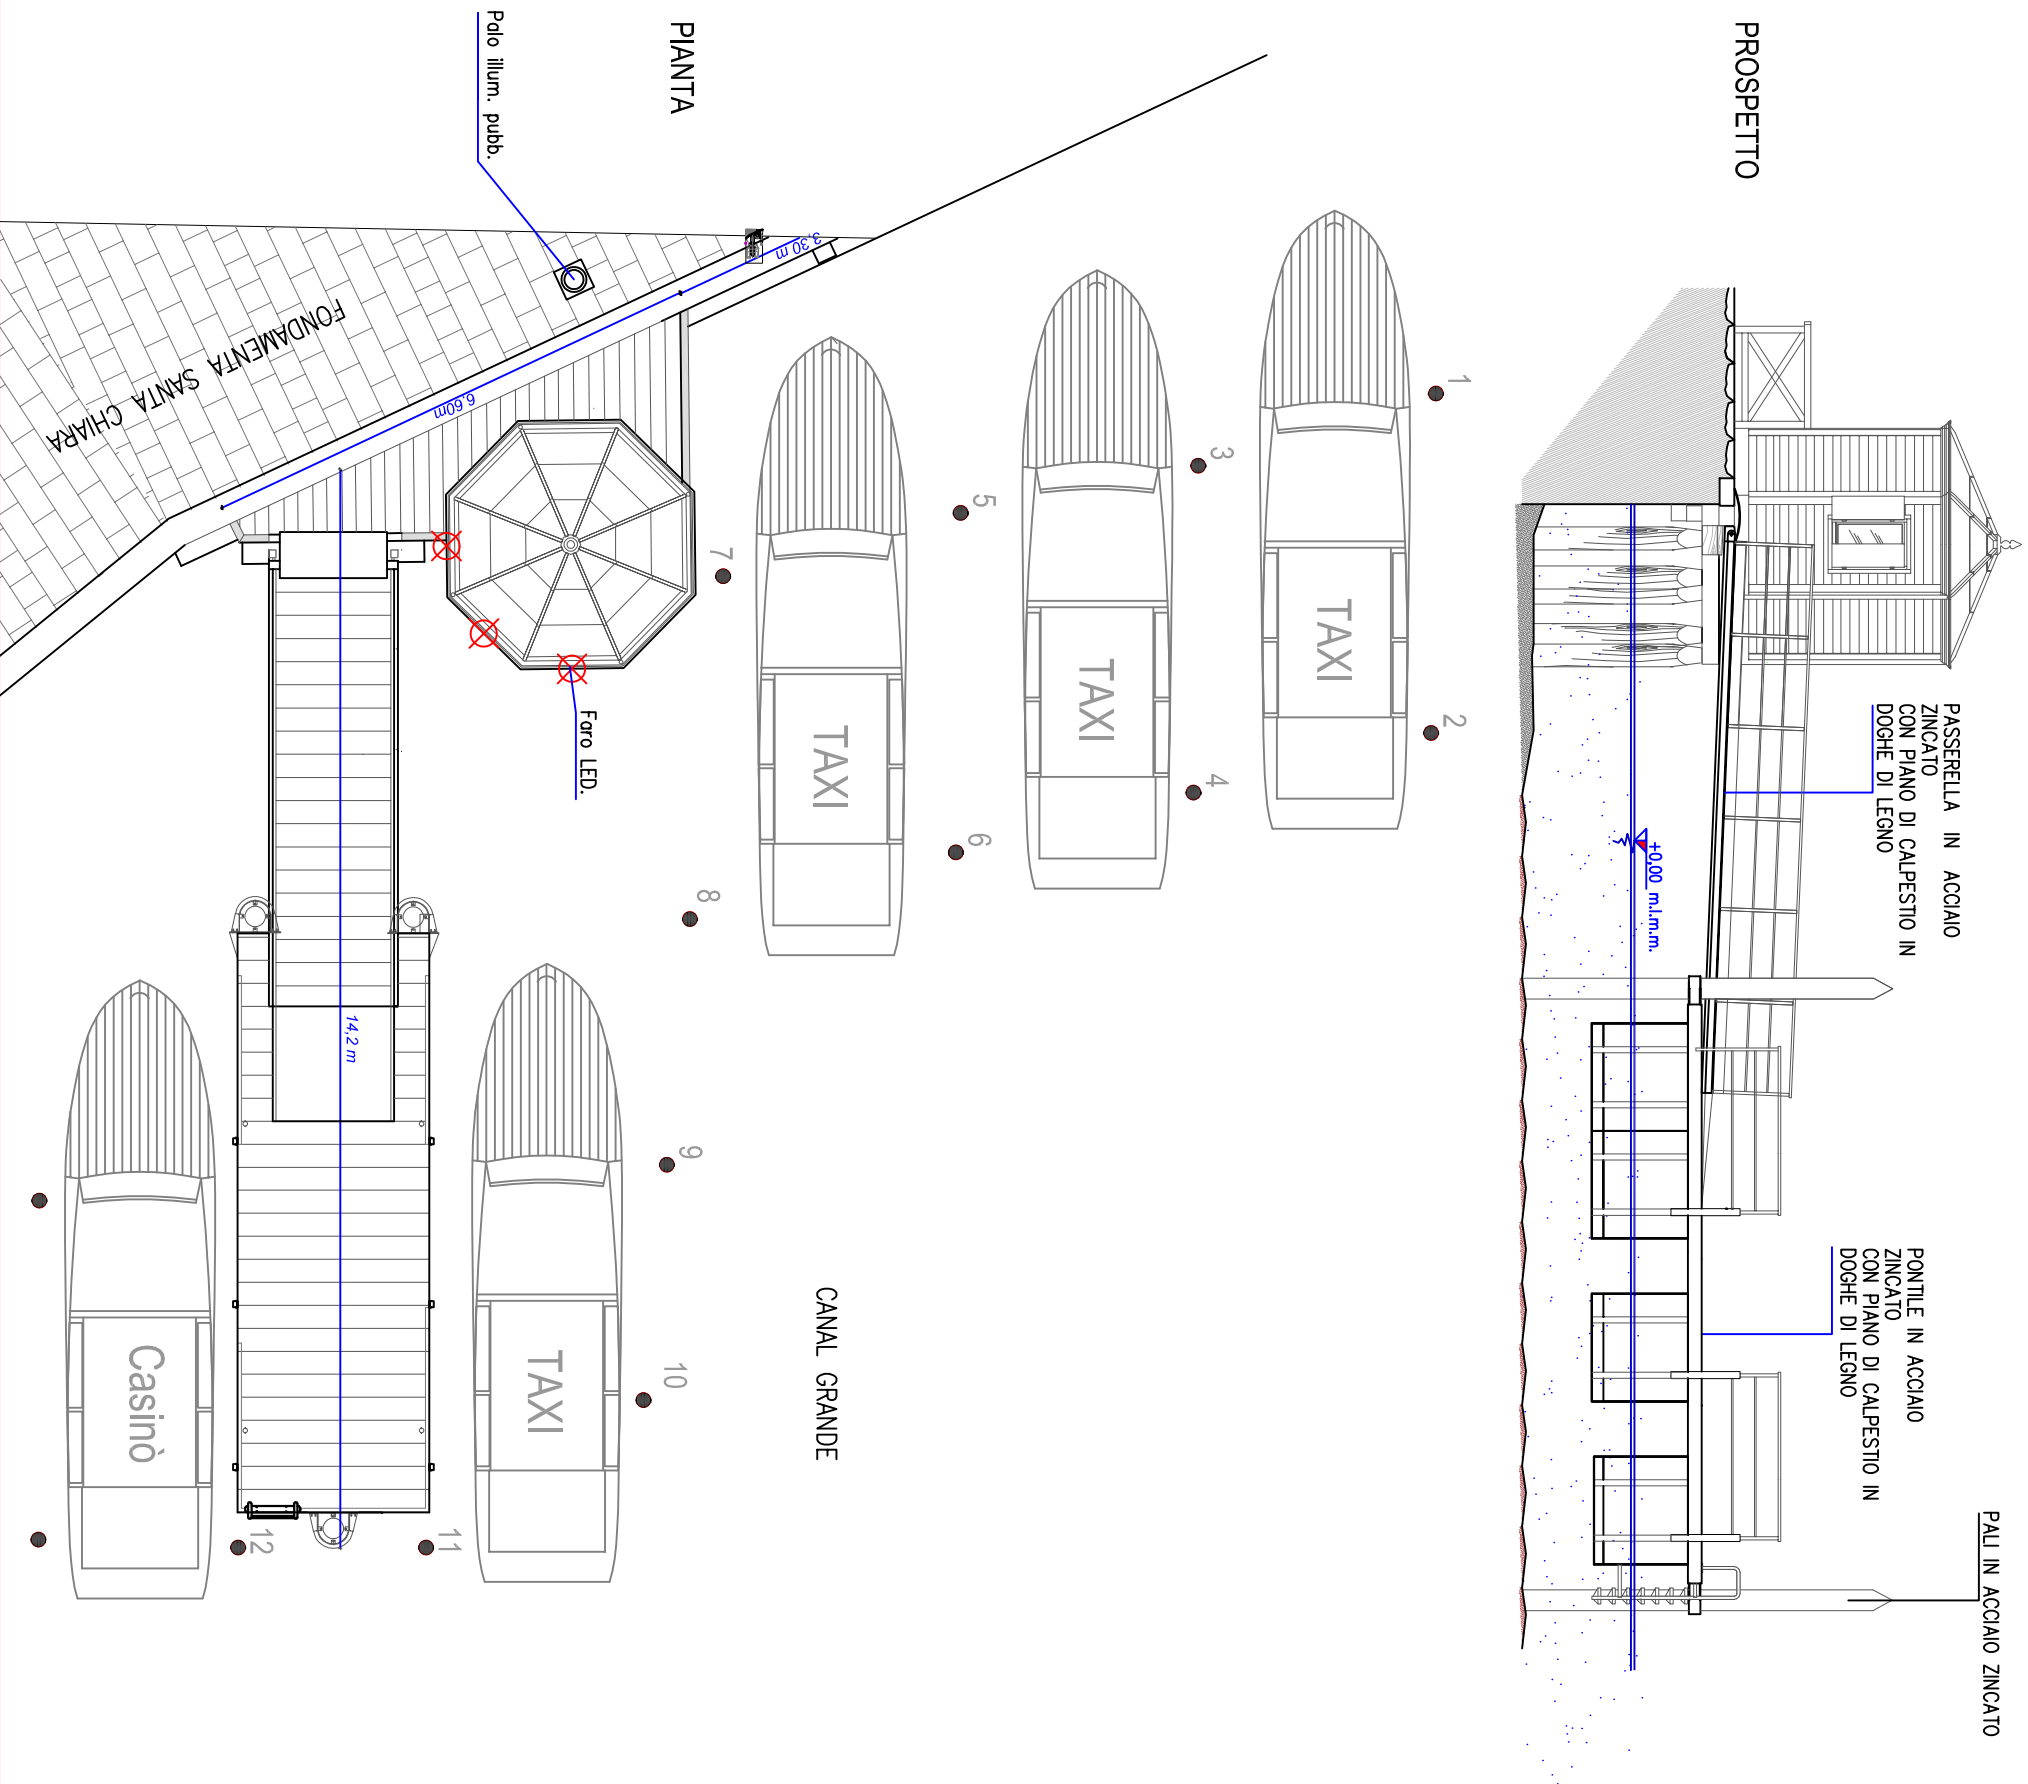 PROSPETTO
PASSERELLA IN ACCIAIO
ZINCATO
CON PIANO DI CALPESTIO IN
DOGHE DI LEGNO
+0,00 m.l.m.m.
PONTILE IN ACCIAIO
ZINCATO
CON PIANO DI CALPESTIO IN
DOGHE DI LEGNO
PALI IN ACCIAIO ZINCATO
PIANTA
Palo illum. pubb.
3,30 m
6,60m
FONDAMENTA SANTA CHIARA
Faro LED.
14,2 m
CANAL GRANDE
1
2
TAXI
3
4
TAXI
5
6
TAXI
7
8
9
10
TAXI
11
12
Casinò